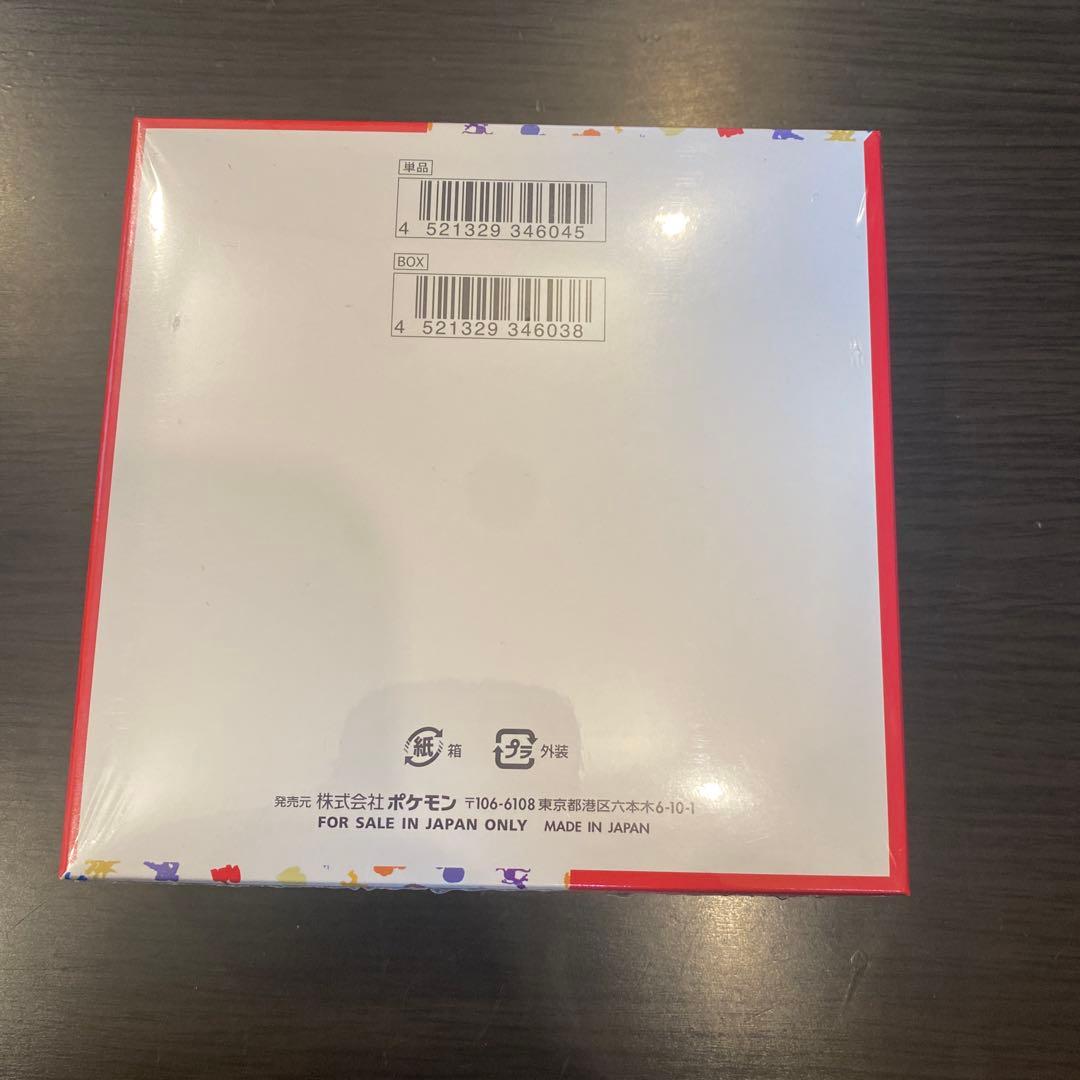 単品
4 521329 346045
BOX
4 521329 346038
紙 箱 プラ 外装
発売元 株式会社ポケモン 〒106-6108 東京都港区六本木6-10-1
FOR SALE IN JAPAN ONLY MADE IN JAPAN